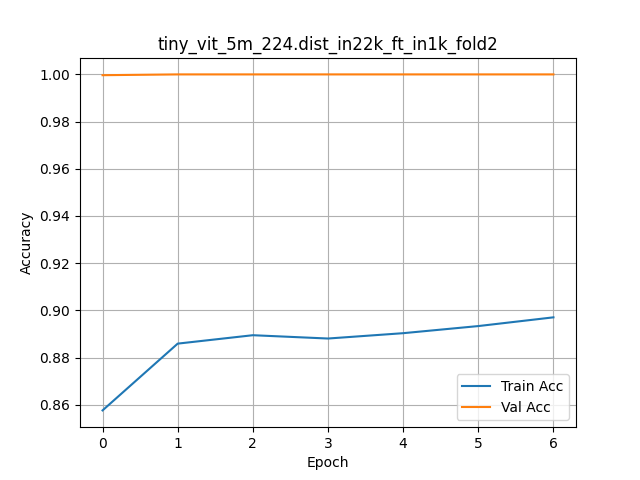 tiny_vit_5m_224.dist_in22k_ft_in1k_fold2
1.00
0.98
0.96
0.94
0.92
0.90
0.88
0.86
Accuracy
Train Acc
Val Acc
0 1 2 3 4 5 6
Epoch